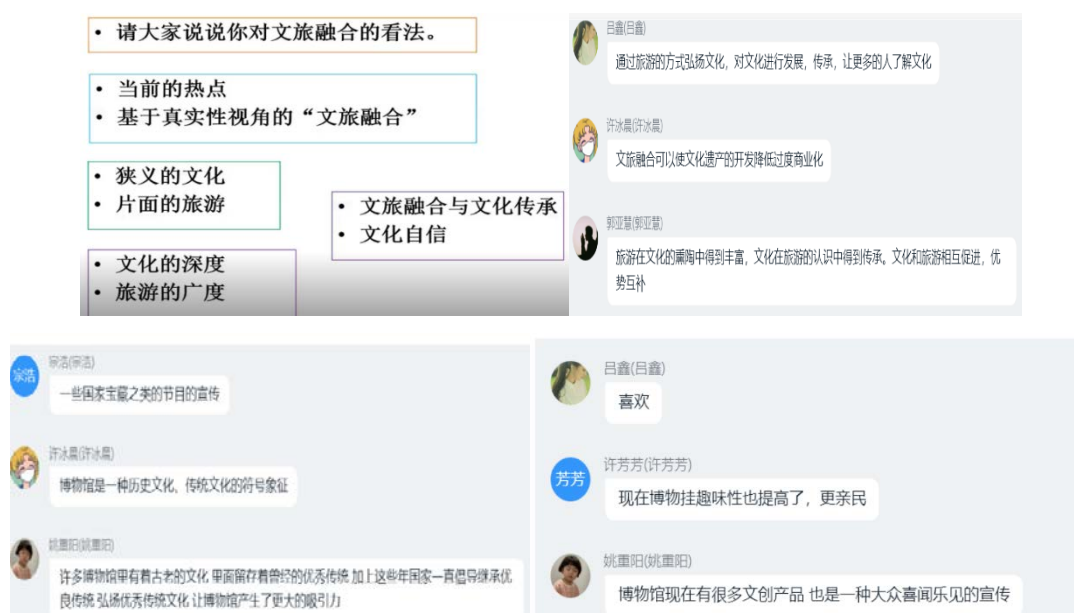 • 请大家说说你对文旅融合的看法。
• 当前的热点
• 基于真实性视角的“文旅融合”
• 狭义的文化
• 片面的旅游
• 文旅融合与文化传承
• 文化自信
• 文化的深度
• 旅游的广度
吕鑫(吕鑫)
通过旅游的方式弘扬文化，对文化进行发展，传承，让更多的人了解文化
许冰晨(许冰晨)
文旅融合可以使文化遗产的开发降低过度商业化
郭亚慧(郭亚慧)
旅游在文化的熏陶中得到丰富，文化在旅游的认识中得到传承。文化和旅游相互促进，优
势互补
宗浩
宗浩(宗浩)
一些国家宝藏之类的节目的宣传
许冰晨(许冰晨)
博物馆是一种历史文化、传统文化的符号象征
姚重阳(姚重阳)
许多博物馆里有着古老的文化 里面留存着曾经的优秀传统 加上这些年国家一直倡导继承优
良传统 弘扬优秀传统文化 让博物馆产生了更大的吸引力
吕鑫(吕鑫)
喜欢
芳芳
许芳芳(许芳芳)
现在博物挂趣味性也提高了，更亲民
姚重阳(姚重阳)
博物馆现在有很多文创产品 也是一种大众喜闻乐见的宣传